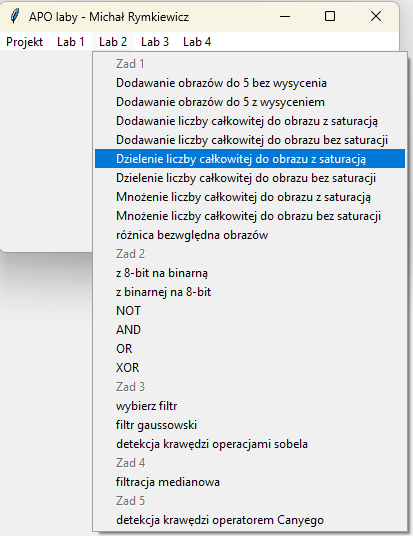 APO laby - Michał Rymkiewicz
Projekt Lab 1 Lab 2 Lab 3 Lab 4
Zad 1
Dodawanie obrazów do 5 bez wysycenia
Dodawanie obrazów do 5 z wysyceniem
Dodawanie liczby całkowitej do obrazu z saturacją
Dodawanie liczby całkowitej do obrazu bez saturacji
Dzielenie liczby całkowitej do obrazu z saturacją
Dzielenie liczby całkowitej do obrazu bez saturacji
Mnożenie liczby całkowitej do obrazu z saturacją
Mnożenie liczby całkowitej do obrazu bez saturacji
różnica bezwględna obrazów
Zad 2
z 8-bit na binarną
z binarnej na 8-bit
NOT
AND
OR
XOR
Zad 3
wybierz filtr
filtr gaussowski
detekcja krawędzi operacjami sobela
Zad 4
filtracja medianowa
Zad 5
detekcja krawędzi operatorem Canyego